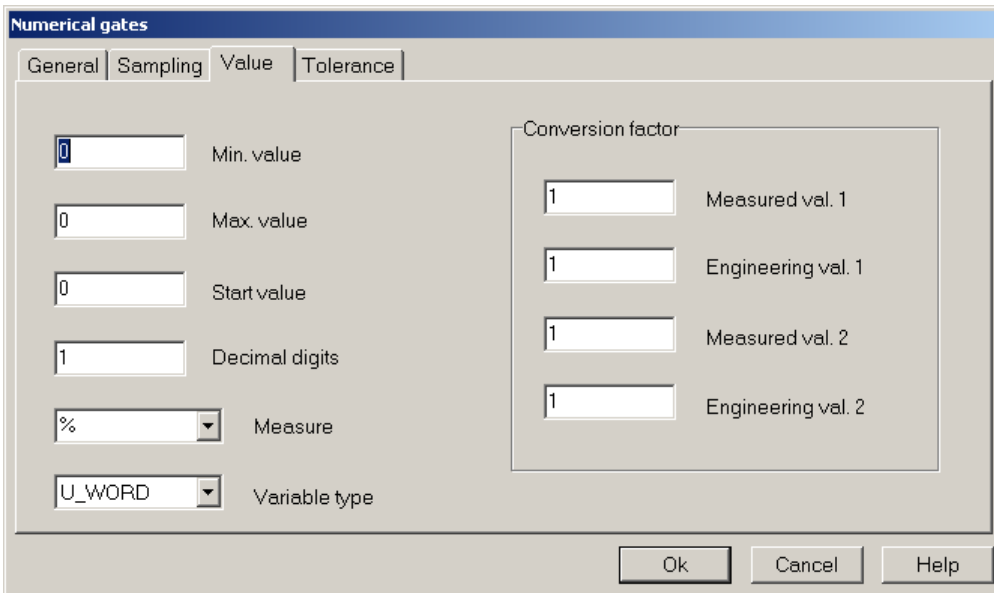 Numerical gates
General Sampling Value Tolerance
0 Min. value
0 Max. value
0 Start value
1 Decimal digits
% Measure
U_WORD Variable type
Conversion factor
1 Measured val. 1
1 Engineering val. 1
1 Measured val. 2
1 Engineering val. 2
Ok Cancel Help